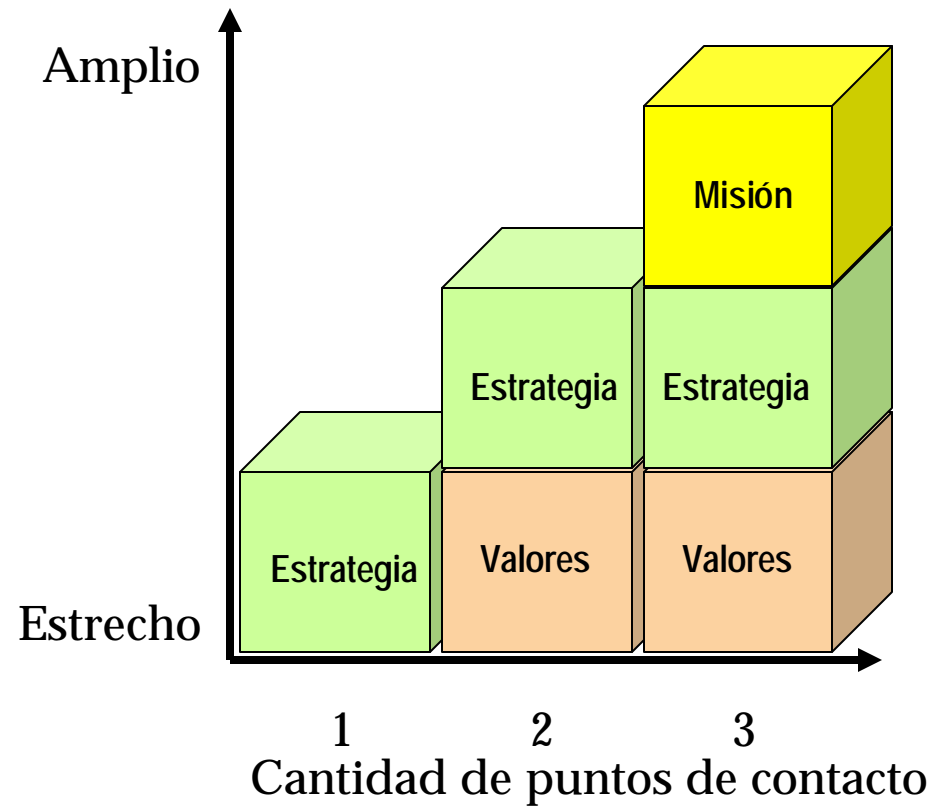 Amplio
Misión
Estrategia Estrategia
Estrategia Valores Valores
Estrecho
1 2 3
Cantidad de puntos de contacto